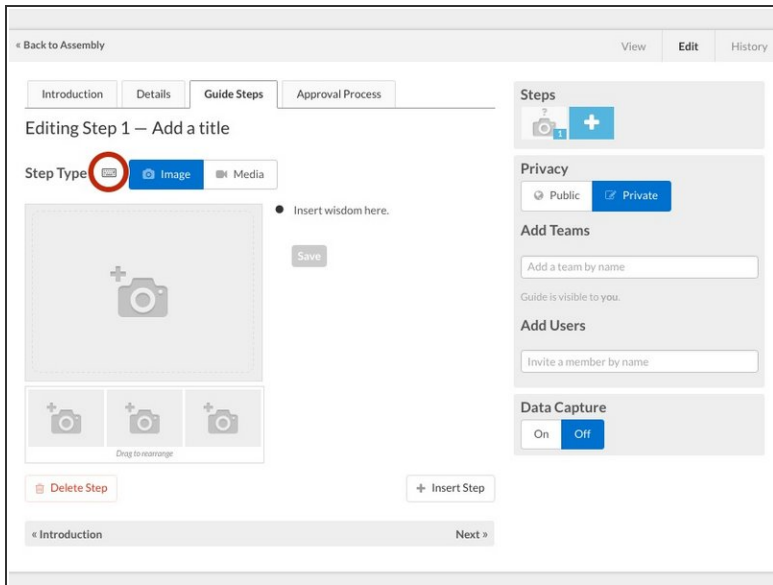 « Back to Assembly
View Edit History
Introduction Details Guide Steps Approval Process
Editing Step 1 — Add a title
Step Type Image Media
Insert wisdom here.
Save
Drag to rearrange
Delete Step
+ Insert Step
« Introduction Next »
Steps
?
1
+
Privacy
Public Private
Add Teams
Add a team by name
Guide is visible to you.
Add Users
Invite a member by name
Data Capture
On Off